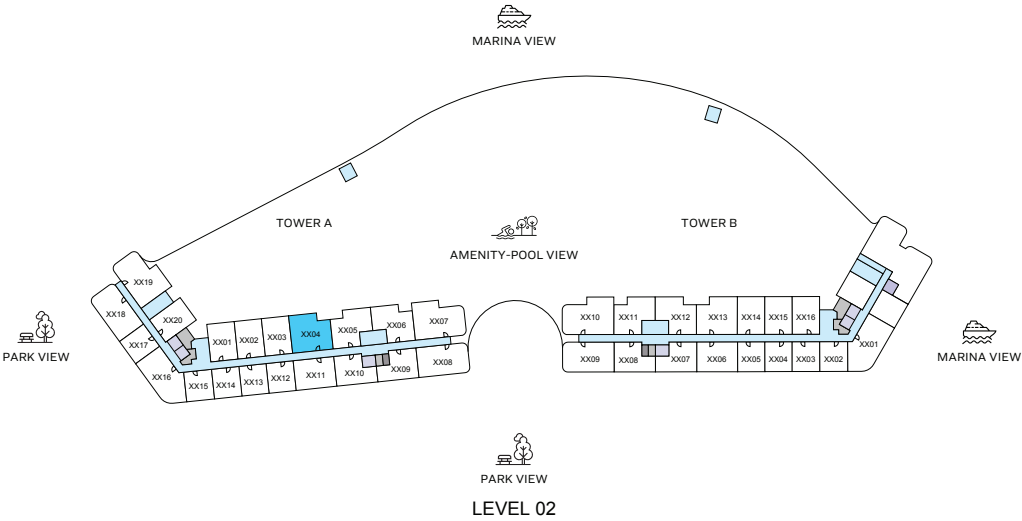 MARINA VIEW
TOWER A
TOWER B
AMENITY-POOL VIEW
XX19
XX18
XX20
XX17
XX16
XX01
XX02
XX03
XX04
XX05
XX06
XX07
XX15
XX14
XX13
XX12
XX11
XX10
XX09
XX08
XX10
XX11
XX12
XX13
XX14
XX15
XX16
XX09
XX08
XX07
XX06
XX05
XX04
XX03
XX02
XX01
PARK VIEW
MARINA VIEW
PARK VIEW
LEVEL 02